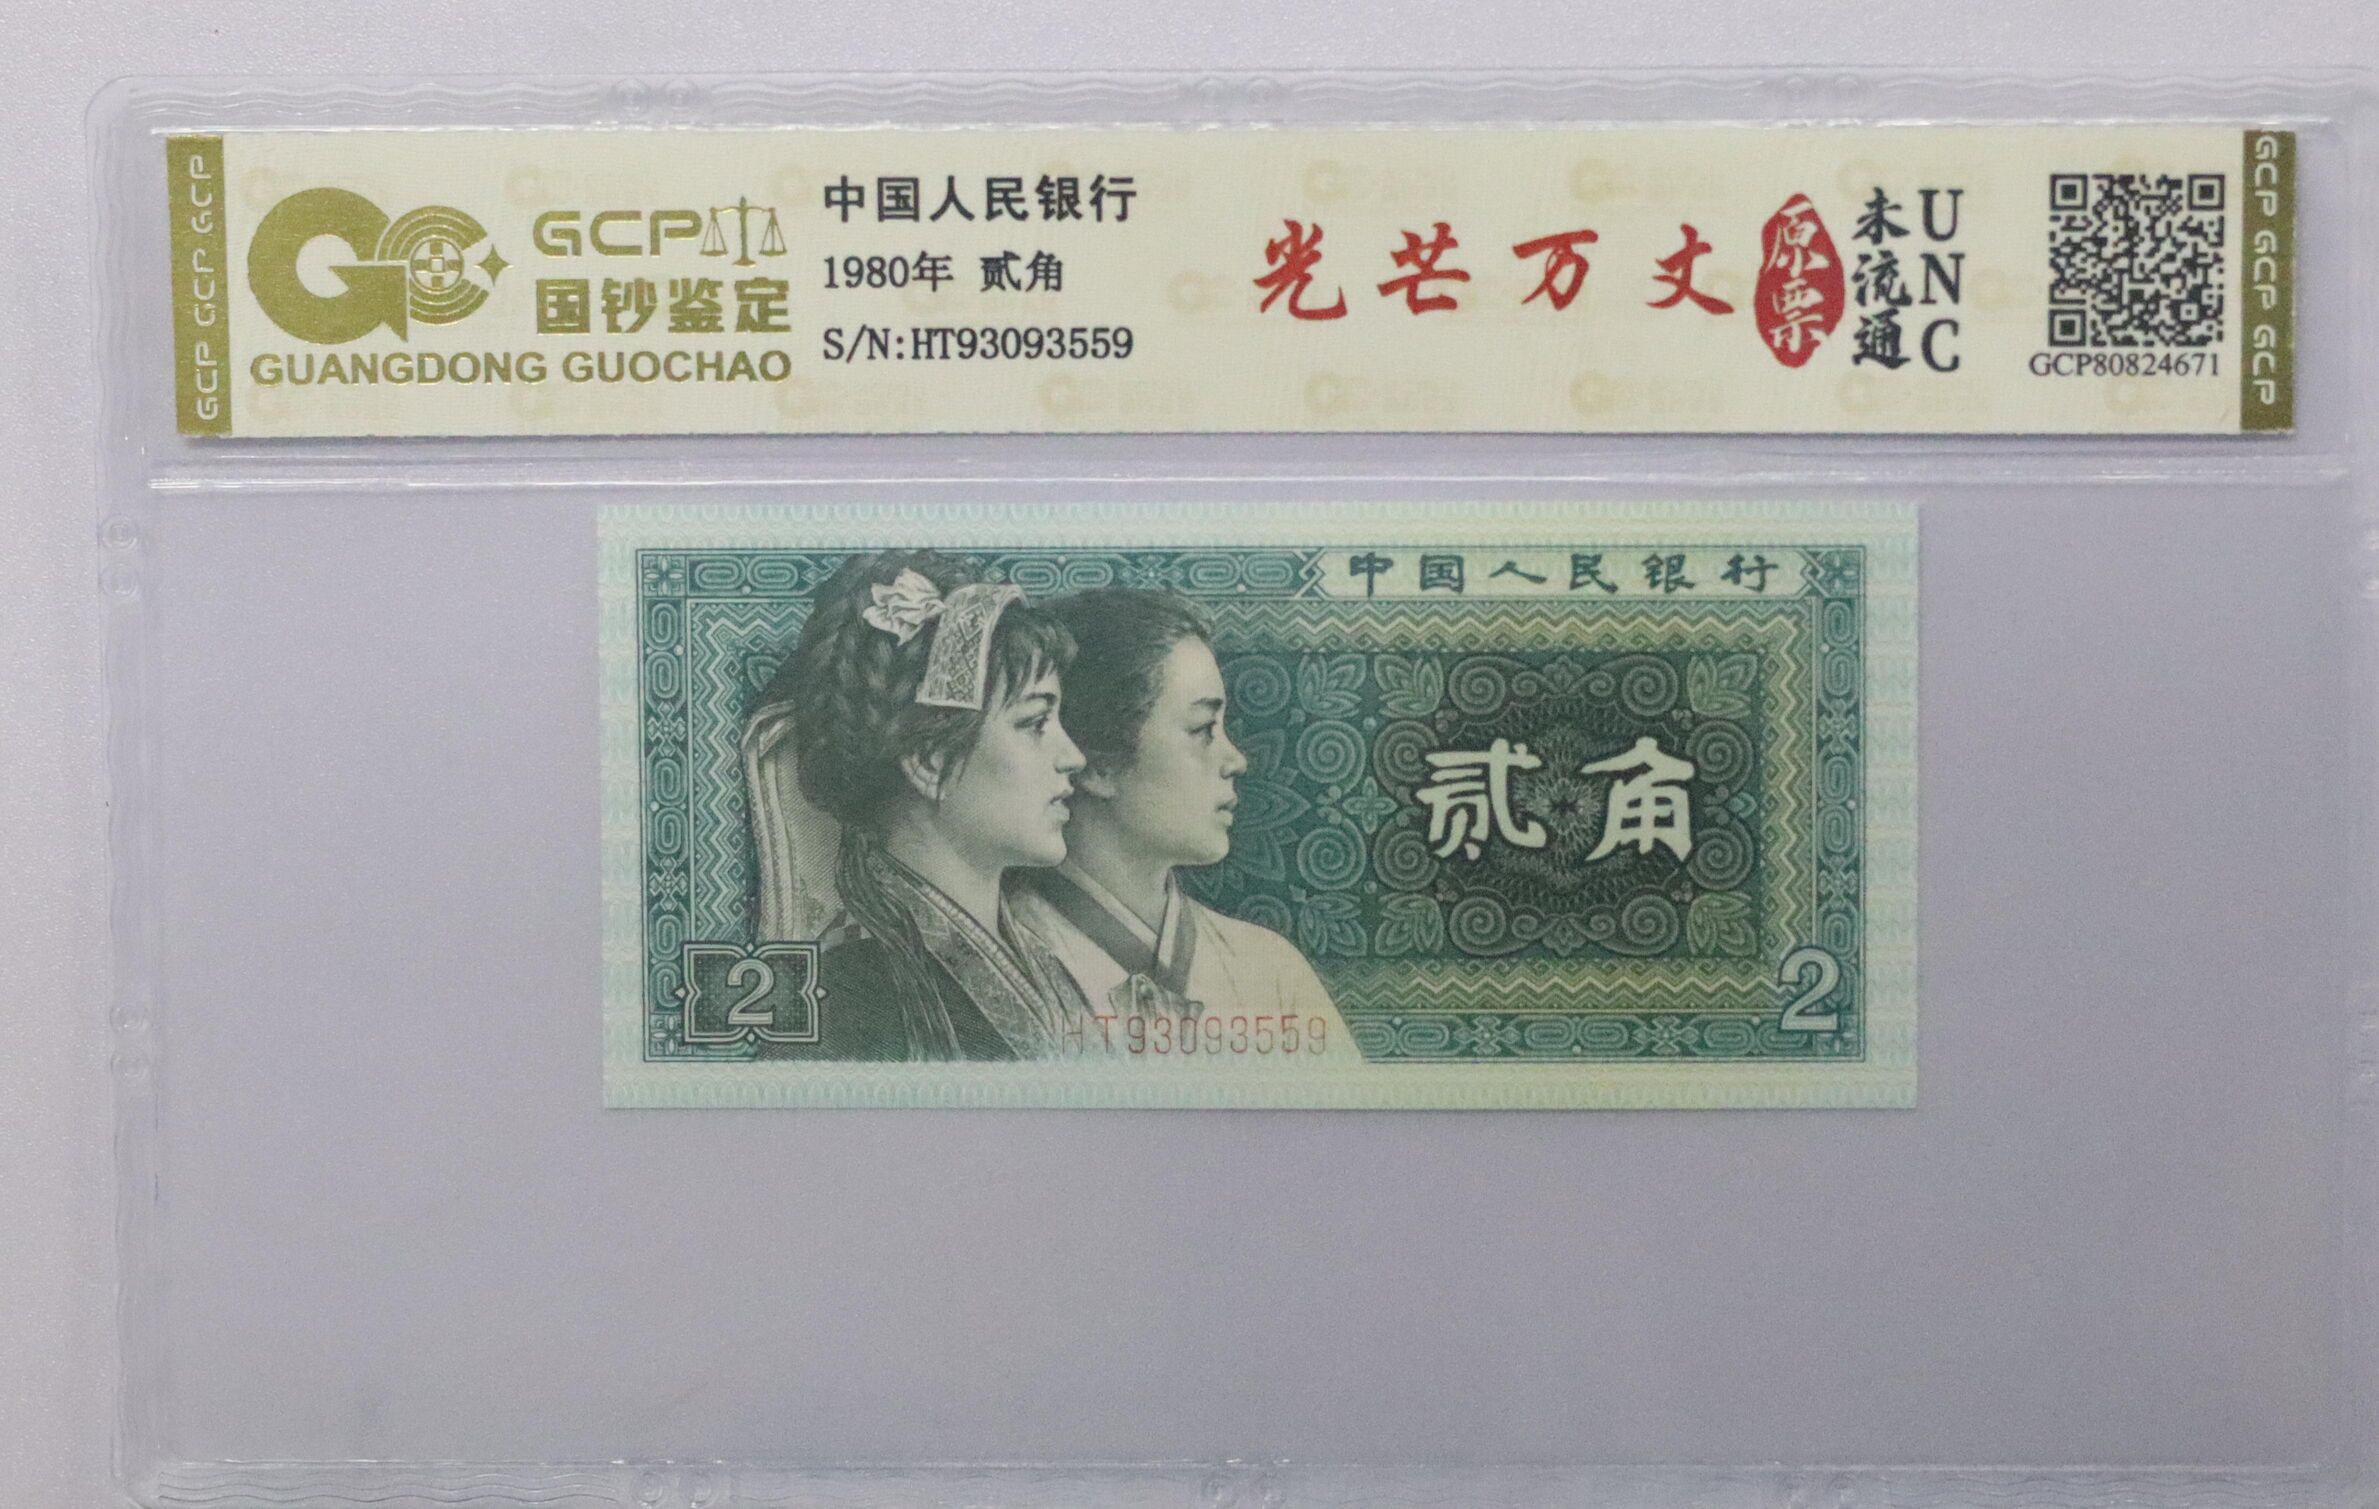 GCP GCP GCP
GCP
国钞鉴定
GUANGDONG GUOCHAO
中国人民银行
1980年 贰角
S/N:HT93093559
光芒万丈
原票
未流通
UNC
GCP80824671
GCP GCP GCP
中国人民银行
贰角
2
2
HT93093559